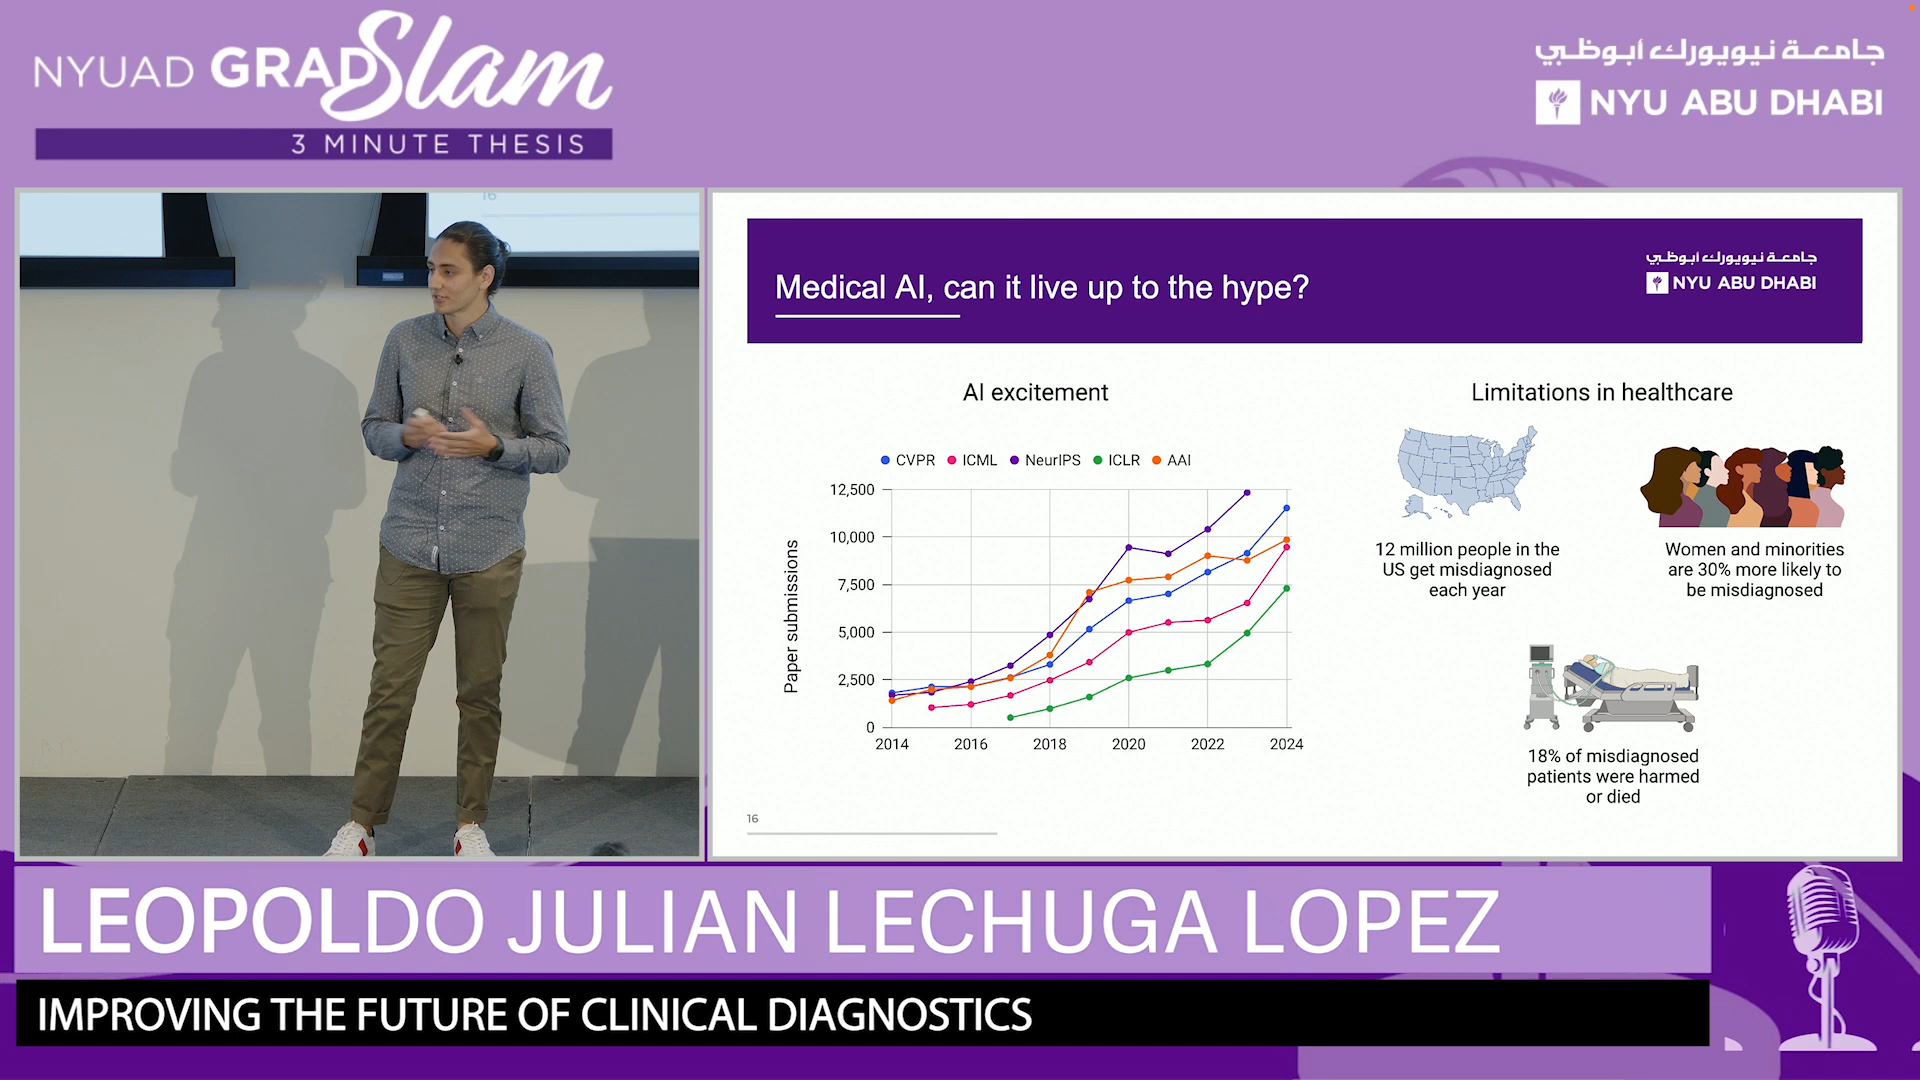 NYUAD GRADSlam
3 MINUTE THESIS
جامعة نيويورك أبوظبي
NYU ABU DHABI
16
Medical AI, can it live up to the hype?
جامعة نيويورك أبوظبي
NYU ABU DHABI
AI excitement
CVPR ICML NeurIPS ICLR AAI
Paper submissions
12,500
10,000
7,500
5,000
2,500
0
2014 2016 2018 2020 2022 2024
Limitations in healthcare
12 million people in the
US get misdiagnosed
each year
Women and minorities
are 30% more likely to
be misdiagnosed
18% of misdiagnosed
patients were harmed
or died
16
LEOPOLDO JULIAN LECHUGA LOPEZ
IMPROVING THE FUTURE OF CLINICAL DIAGNOSTICS